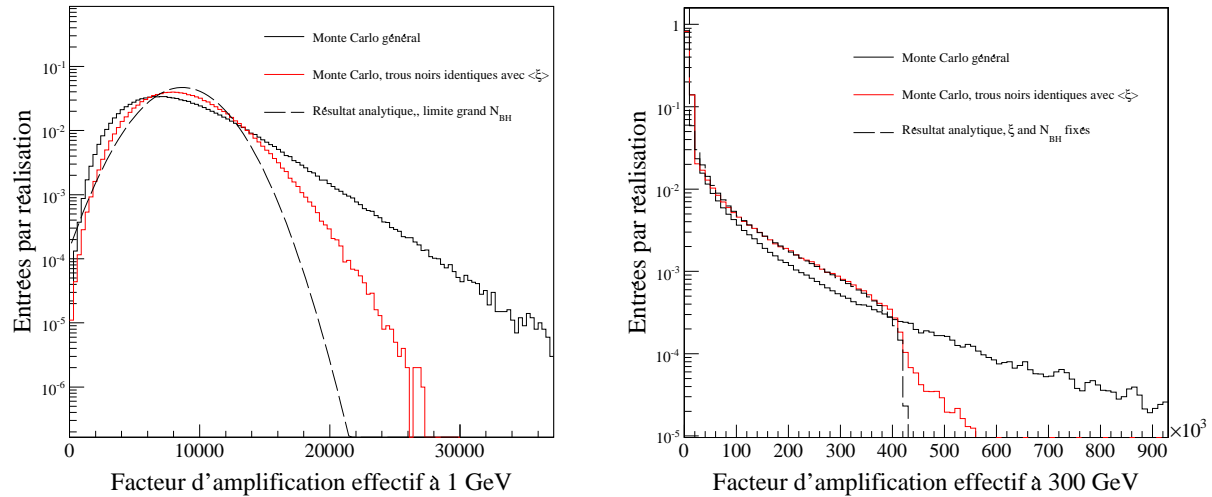 Monte Carlo général
Monte Carlo, trous noirs identiques avec <ξ>
Résultat analytique,, limite grand N_BH
Entrées par réalisation
10^-1
10^-2
10^-3
10^-4
10^-5
10^-6
0 10000 20000 30000
Facteur d'amplification effectif à 1 GeV
Monte Carlo général
Monte Carlo, trous noirs identiques avec <ξ>
Résultat analytique, ξ and N_BH fixés
Entrées par réalisation
1
10^-1
10^-2
10^-3
10^-4
10^-5
0 100 200 300 400 500 600 700 800 900
×10^3
Facteur d'amplification effectif à 300 GeV